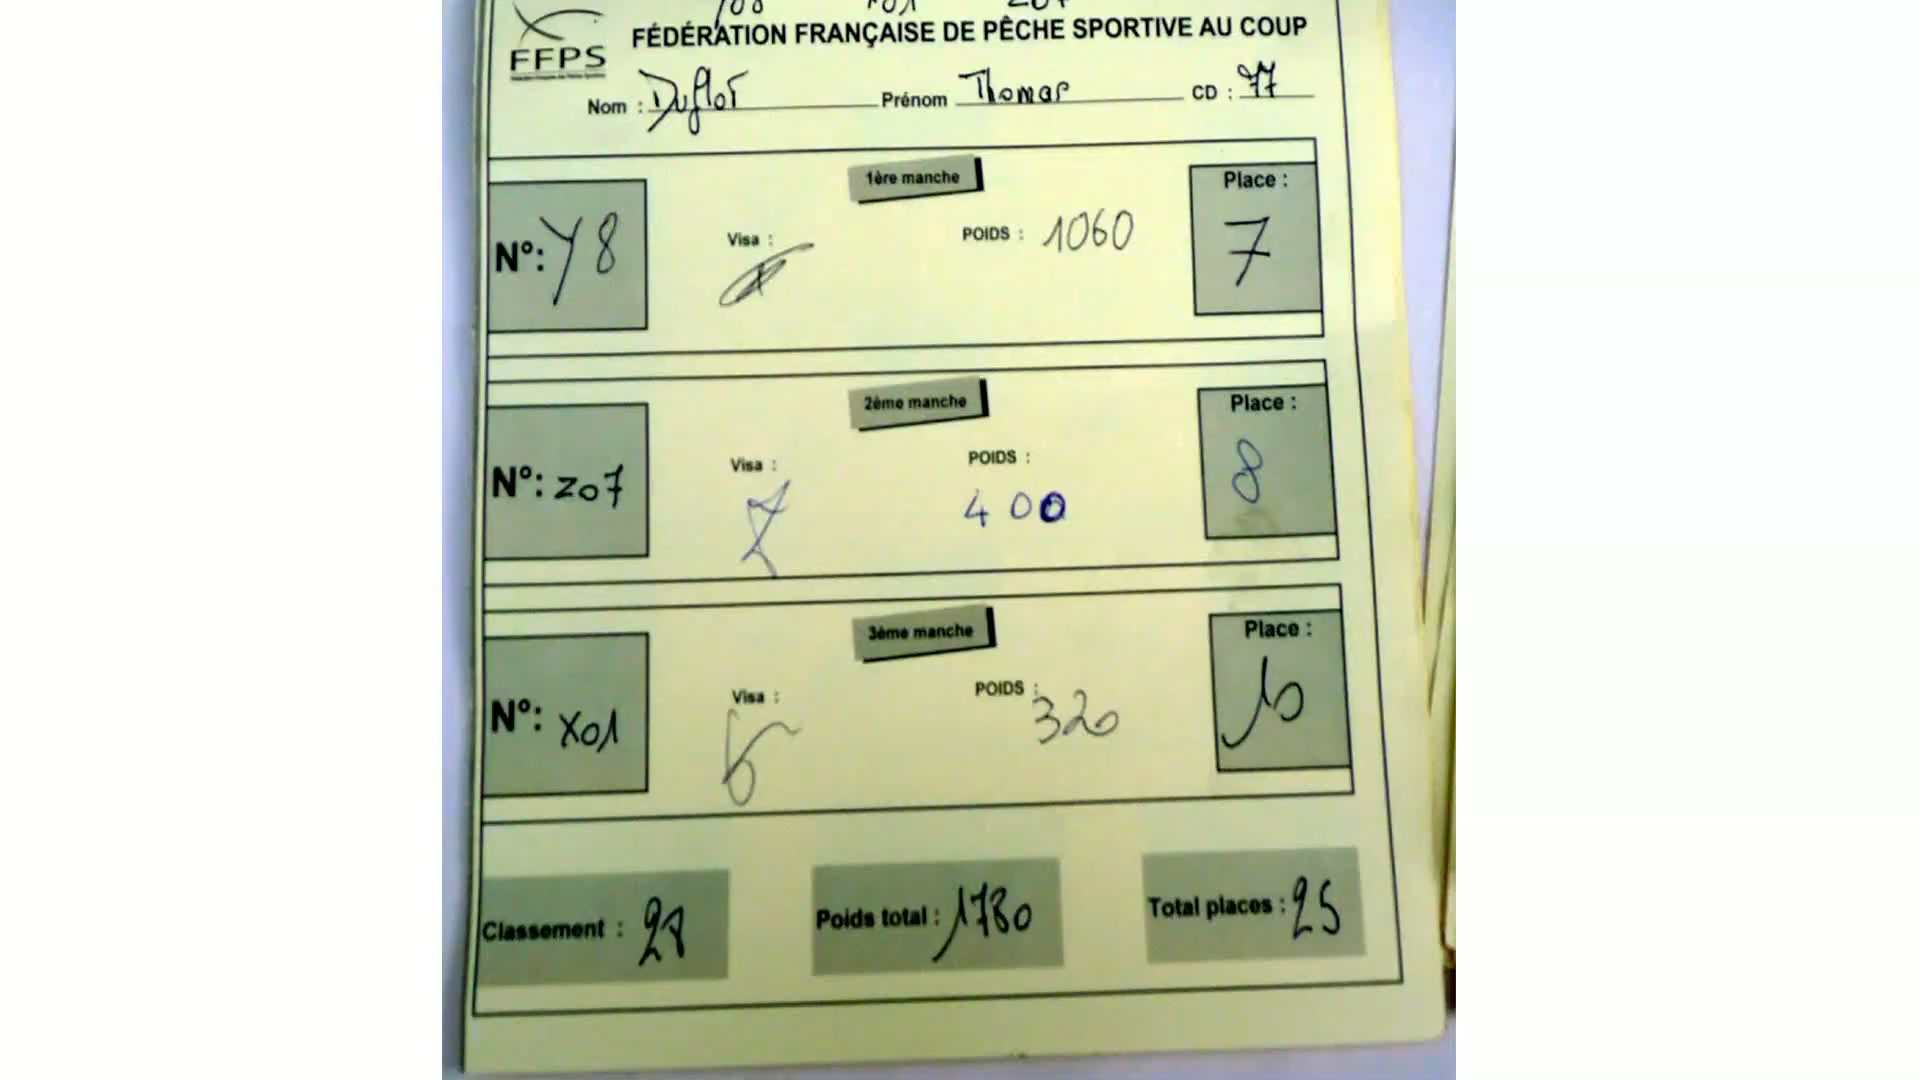 FFPS
FÉDÉRATION FRANÇAISE DE PÊCHE SPORTIVE AU COUP
Nom : Duflot Prénom Thomas CD : 77
1ère manche
Place :
N°: Y8 Visa : POIDS : 1060 7
2ème manche
Place :
N°: Z07 Visa : POIDS : 400 8
3ème manche
Place :
N°: X01 Visa : POIDS : 320 10
Classement : Poids total : 1780 Total places : 25